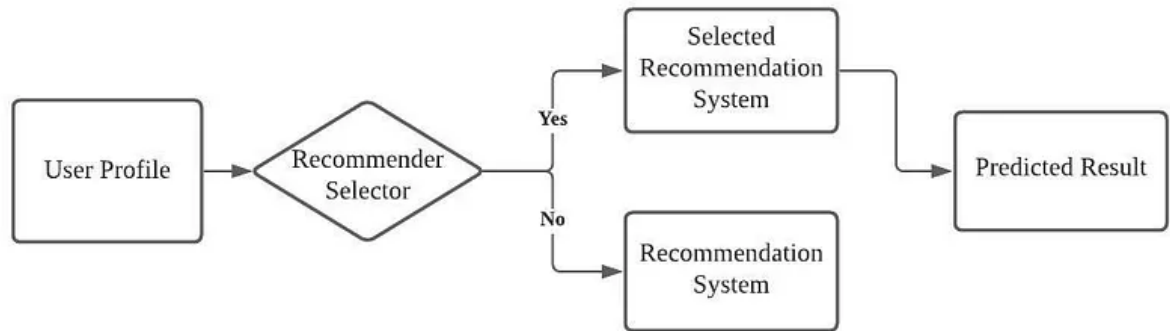 User Profile
Recommender
Selector
Yes
No
Selected
Recommendation
System
Recommendation
System
Predicted Result